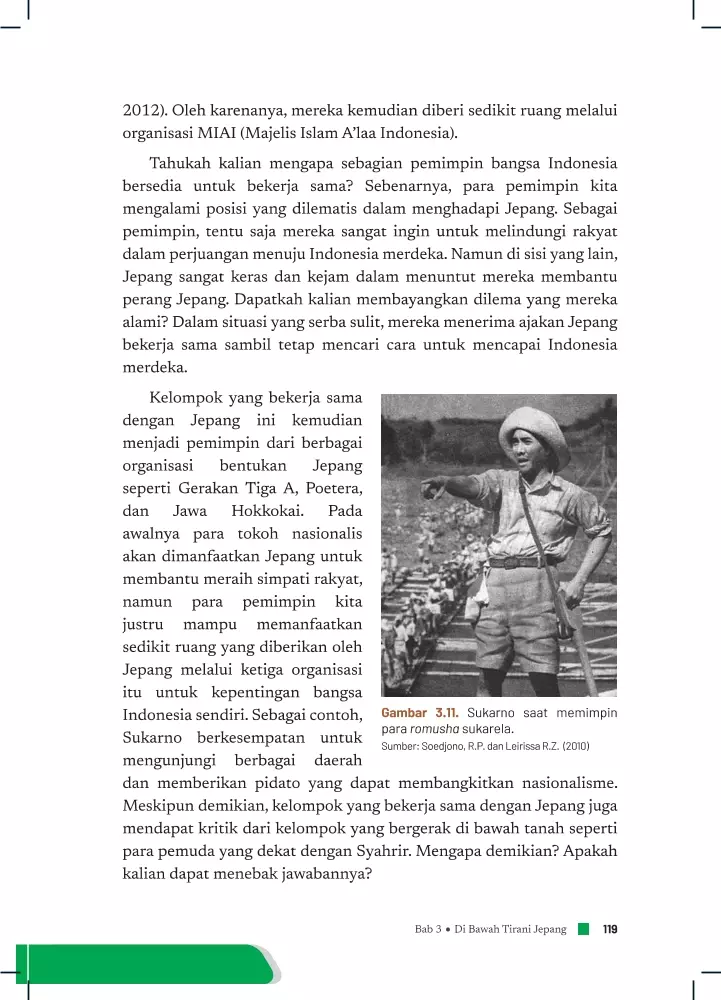 2012). Oleh karenanya, mereka kemudian diberi sedikit ruang melalui
organisasi MIAI (Majelis Islam A’laa Indonesia).
Tahukah kalian mengapa sebagian pemimpin bangsa Indonesia
bersedia untuk bekerja sama? Sebenarnya, para pemimpin kita
mengalami posisi yang dilematis dalam menghadapi Jepang. Sebagai
pemimpin, tentu saja mereka sangat ingin untuk melindungi rakyat
dalam perjuangan menuju Indonesia merdeka. Namun di sisi yang lain,
Jepang sangat keras dan kejam dalam menuntut mereka membantu
perang Jepang. Dapatkah kalian membayangkan dilema yang mereka
alami? Dalam situasi yang serba sulit, mereka menerima ajakan Jepang
bekerja sama sambil tetap mencari cara untuk mencapai Indonesia
merdeka.
Kelompok yang bekerja sama
dengan Jepang ini kemudian
menjadi pemimpin dari berbagai
organisasi bentukan Jepang
seperti Gerakan Tiga A, Poetera,
dan Jawa Hokkokai. Pada
awalnya para tokoh nasionalis
akan dimanfaatkan Jepang untuk
membantu meraih simpati rakyat,
namun para pemimpin kita
justru mampu memanfaatkan
sedikit ruang yang diberikan oleh
Jepang melalui ketiga organisasi
itu untuk kepentingan bangsa
Indonesia sendiri. Sebagai contoh,
Sukarno berkesempatan untuk
mengunjungi berbagai daerah
dan memberikan pidato yang dapat membangkitkan nasionalisme.
Meskipun demikian, kelompok yang bekerja sama dengan Jepang juga
mendapat kritik dari kelompok yang bergerak di bawah tanah seperti
para pemuda yang dekat dengan Syahrir. Mengapa demikian? Apakah
kalian dapat menebak jawabannya?
Gambar 3.11. Sukarno saat memimpin
para romusha sukarela.
Sumber: Soedjono, R.P. dan Leirissa R.Z. (2010)
Bab 3 • Di Bawah Tirani Jepang 119